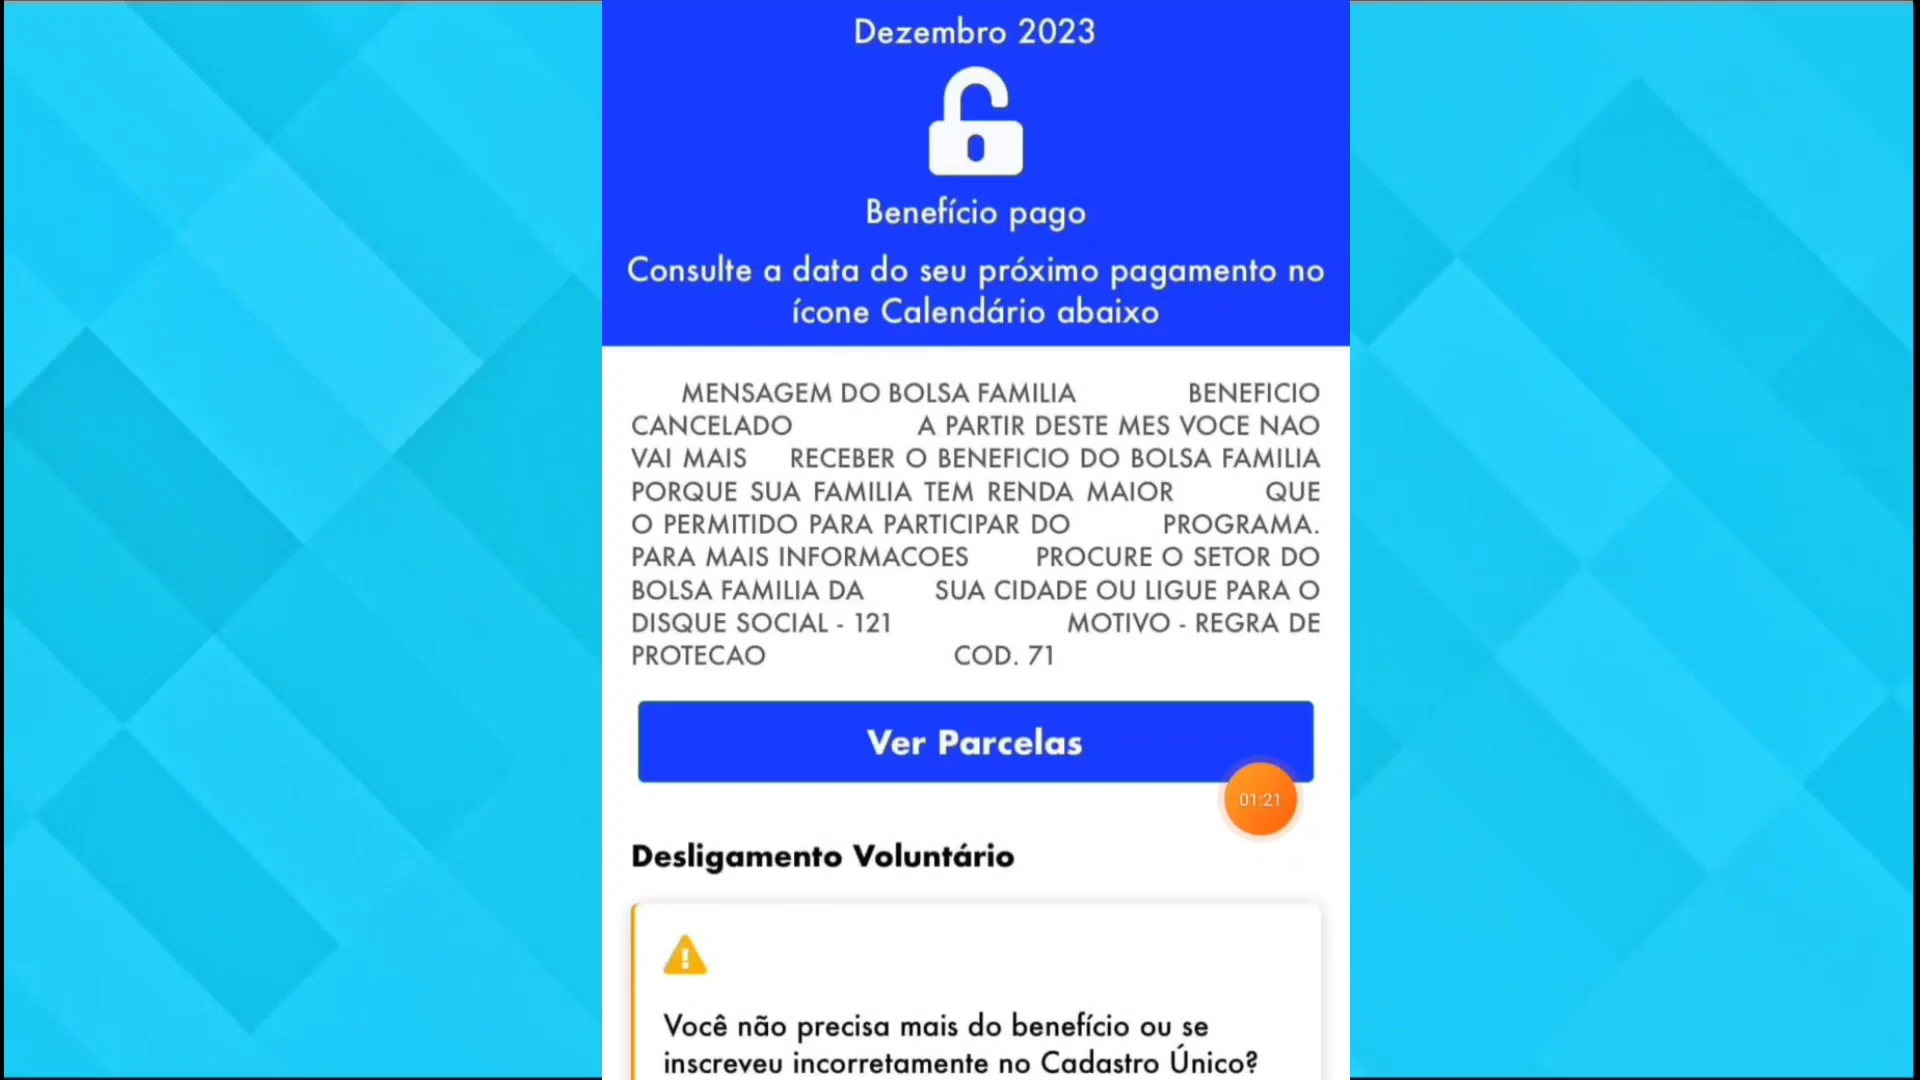 Dezembro 2023
Benefício pago
Consulte a data do seu próximo pagamento no
ícone Calendário abaixo
MENSAGEM DO BOLSA FAMILIA BENEFICIO
CANCELADO A PARTIR DESTE MES VOCE NAO
VAI MAIS RECEBER O BENEFICIO DO BOLSA FAMILIA
PORQUE SUA FAMILIA TEM RENDA MAIOR QUE
O PERMITIDO PARA PARTICIPAR DO PROGRAMA.
PARA MAIS INFORMACOES PROCURE O SETOR DO
BOLSA FAMILIA DA SUA CIDADE OU LIGUE PARA O
DISQUE SOCIAL - 121 MOTIVO - REGRA DE
PROTECAO COD. 71
Ver Parcelas
01:21
Desligamento Voluntário
Você não precisa mais do benefício ou se
inscreveu incorretamente no Cadastro Único?